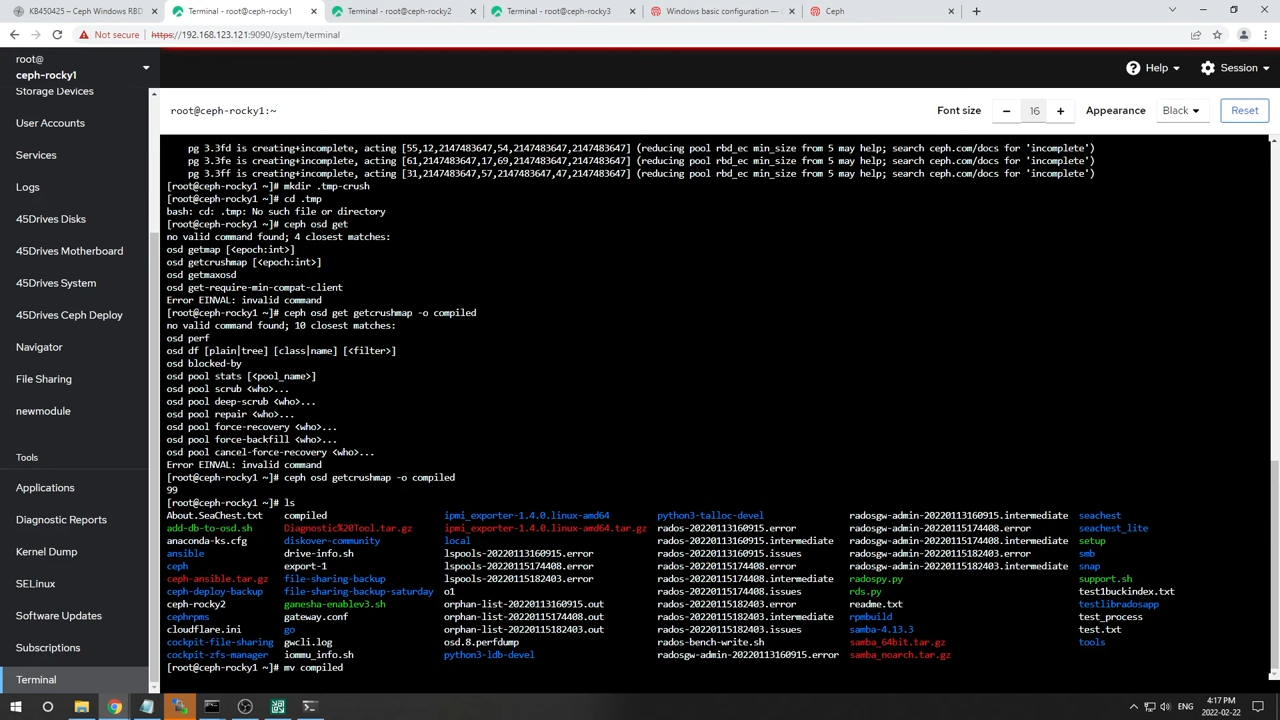 KB450425 – Ceph Windows RBD
Terminal - root@ceph-rocky1
Terminal - root@ceph-rocky2
Terminal - root@ceph-rocky3
Windows basic configuration —
Ceph
Not secure https://192.168.123.121:9090/system/terminal
root@
ceph-rocky1
Help
Session
Storage Devices
User Accounts
Services
Logs
45Drives Disks
45Drives Motherboard
45Drives System
45Drives Ceph Deploy
Navigator
File Sharing
newmodule
Tools
Applications
Diagnostic Reports
Kernel Dump
SELinux
Software Updates
Subscriptions
Terminal
root@ceph-rocky1:~
Font size − 16 + Appearance Black Reset
pg 3.3fd is creating+incomplete, acting [55,12,2147483647,54,2147483647,2147483647] (reducing pool rbd_ec min_size from 5 may help; search ceph.com/docs for 'incomplete')
pg 3.3fe is creating+incomplete, acting [61,2147483647,17,69,2147483647,2147483647] (reducing pool rbd_ec min_size from 5 may help; search ceph.com/docs for 'incomplete')
pg 3.3ff is creating+incomplete, acting [31,2147483647,57,2147483647,47,2147483647] (reducing pool rbd_ec min_size from 5 may help; search ceph.com/docs for 'incomplete')
[root@ceph-rocky1 ~]# mkdir .tmp-crush
[root@ceph-rocky1 ~]# cd .tmp
bash: cd: .tmp: No such file or directory
[root@ceph-rocky1 ~]# ceph osd get
no valid command found; 4 closest matches:
osd getmap [<epoch:int>]
osd getcrushmap [<epoch:int>]
osd getmaxosd
osd get-require-min-compat-client
Error EINVAL: invalid command
[root@ceph-rocky1 ~]# ceph osd get getcrushmap -o compiled
no valid command found; 10 closest matches:
osd perf
osd df [plain|tree] [class|name] [<filter>]
osd blocked-by
osd pool stats [<pool_name>]
osd pool scrub <who>...
osd pool deep-scrub <who>...
osd pool repair <who>...
osd pool force-recovery <who>...
osd pool force-backfill <who>...
osd pool cancel-force-recovery <who>...
Error EINVAL: invalid command
[root@ceph-rocky1 ~]# ceph osd getcrushmap -o compiled
99
[root@ceph-rocky1 ~]# ls
About.SeaChest.txt compiled ipmi_exporter-1.4.0.linux-amd64 python3-talloc-devel radosgw-admin-20220113160915.intermediate seachest
add-db-to-osd.sh Diagnostic%20Tool.tar.gz ipmi_exporter-1.4.0.linux-amd64.tar.gz rados-20220113160915.error radosgw-admin-20220115174408.error seachest_lite
anaconda-ks.cfg diskover-community local rados-20220113160915.intermediate radosgw-admin-20220115174408.intermediate setup
ansible drive-info.sh lspools-20220113160915.error rados-20220113160915.issues radosgw-admin-20220115182403.error smb
ceph export-1 lspools-20220115174408.error rados-20220115174408.error radosgw-admin-20220115182403.intermediate snap
ceph-ansible.tar.gz file-sharing-backup lspools-20220115182403.error rados-20220115174408.intermediate radospy.py support.sh
ceph-deploy-backup file-sharing-backup-saturday o1 rados-20220115174408.issues rds.py test1buckindex.txt
ceph-rocky2 ganesha-enablev3.sh orphan-list-20220113160915.out rados-20220115182403.error readme.txt testlibradosapp
cephrpms gateway.conf orphan-list-20220115174408.out rados-20220115182403.intermediate rpmbuild test_process
cloudflare.ini go orphan-list-20220115182403.out rados-20220115182403.issues samba-4.13.3 test.txt
cockpit-file-sharing gwcli.log osd.8.perfdump rados-bench-write.sh samba_64bit.tar.gz tools
cockpit-zfs-manager iommu_info.sh python3-ldb-devel radosgw-admin-20220113160915.error samba_noarch.tar.gz
[root@ceph-rocky1 ~]# mv compiled
ENG
4:17 PM
2022-02-22